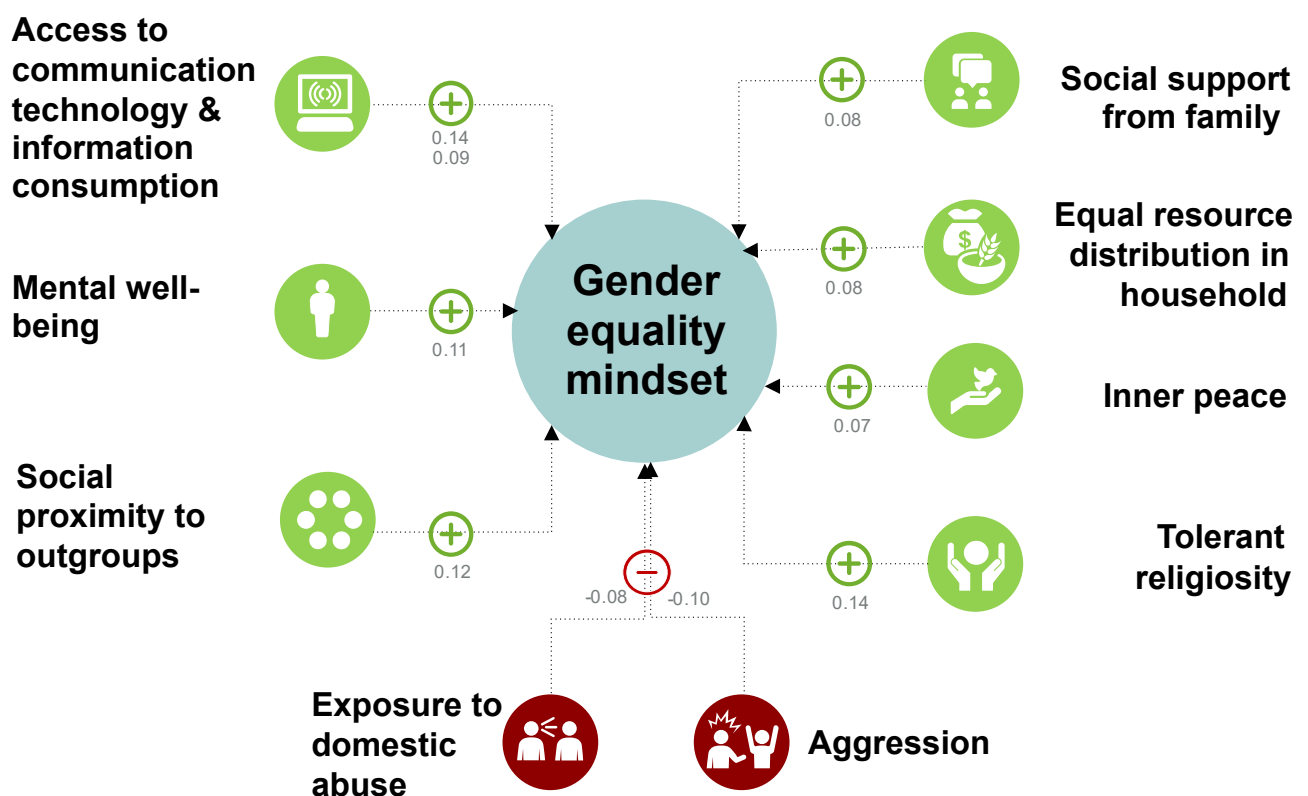 Access to
communication
technology &
information
consumption
0.14
0.09
Mental well-
being
0.11
Social
proximity to
outgroups
0.12
Gender
equality
mindset
Social support
from family
0.08
Equal resource
distribution in
household
$
0.08
Inner peace
0.07
Tolerant
religiosity
0.14
-0.08
-0.10
Exposure to
domestic
abuse
Aggression